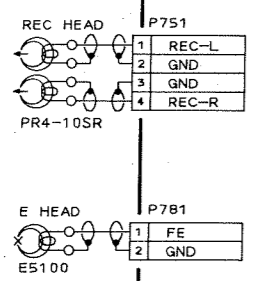 REC HEAD
P751
1 REC-L
2 GND
3 GND
4 REC-R
PR4-10SR
E HEAD
P781
1 FE
2 GND
E5100